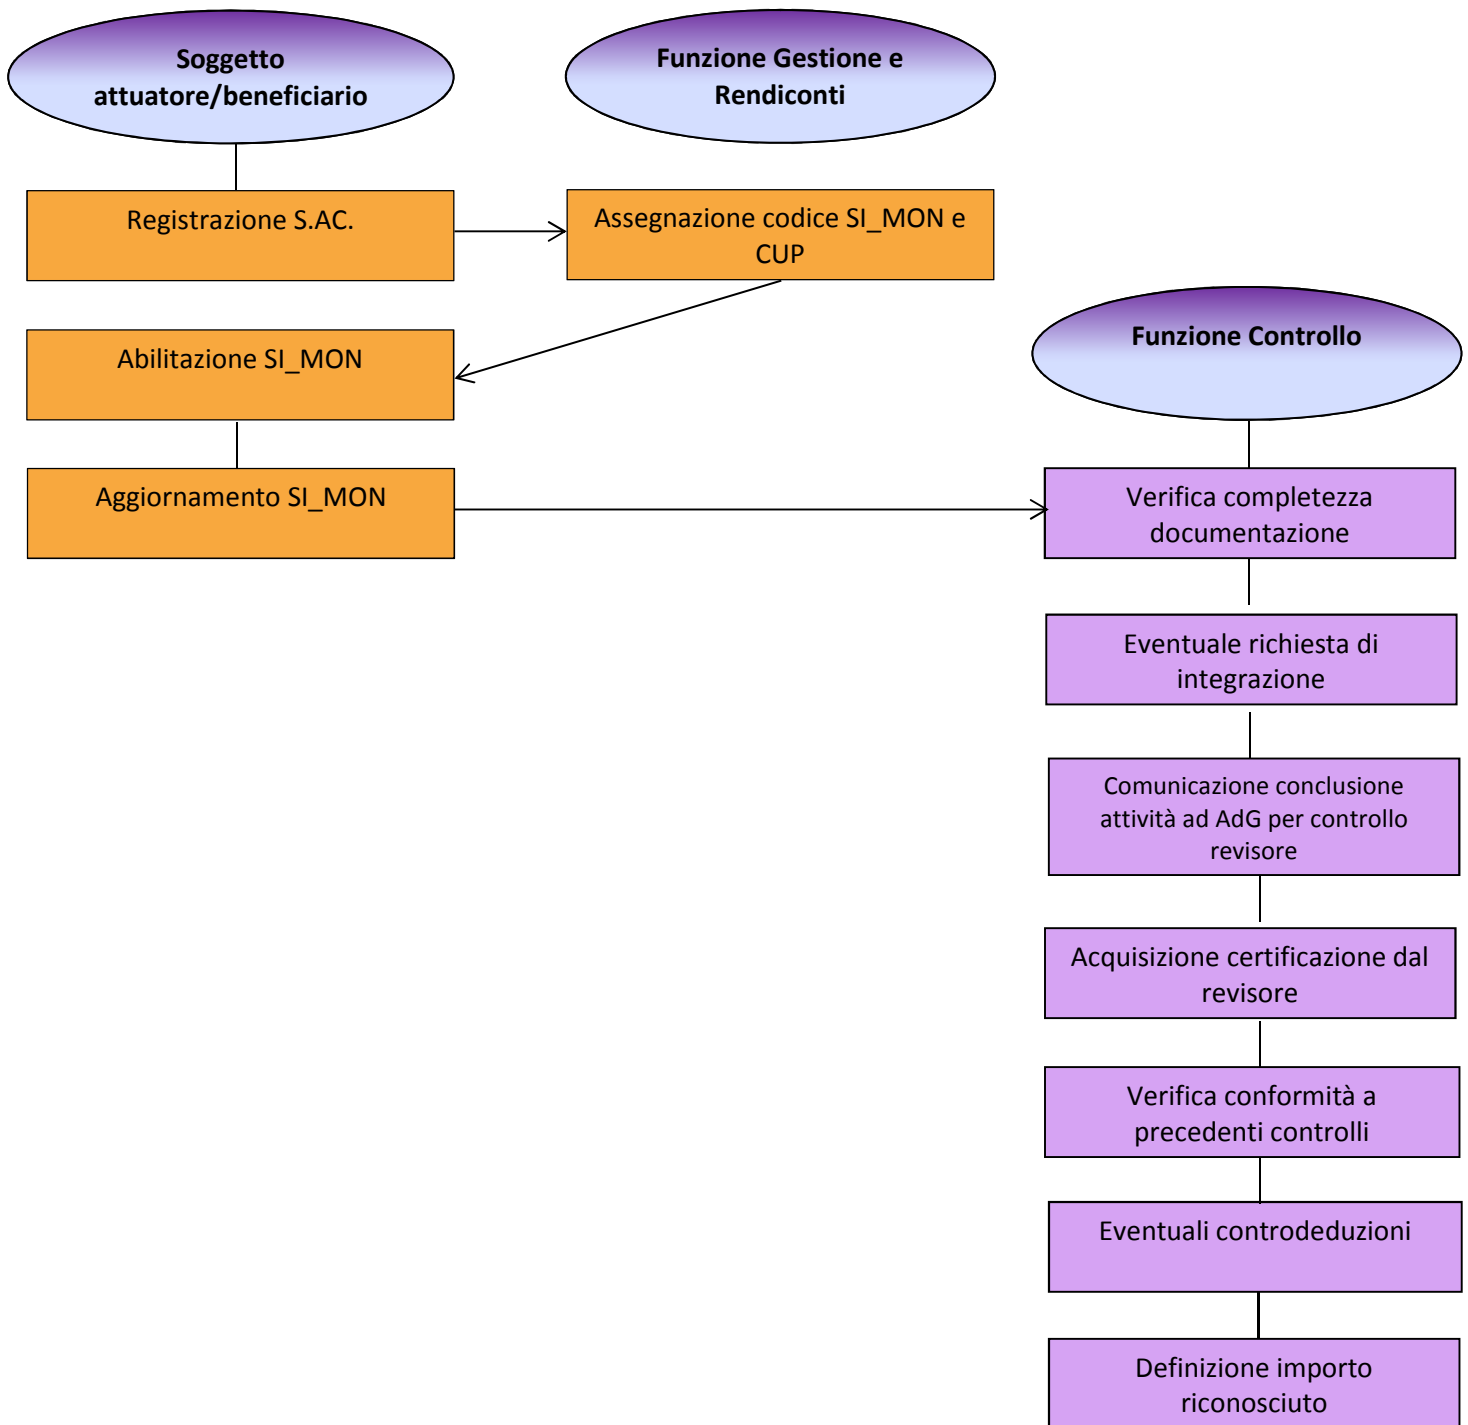 Soggetto
attuatore/beneficiario
Funzione Gestione e
Rendiconti
Registrazione S.AC.
Assegnazione codice SI_MON e
CUP
Abilitazione SI_MON
Funzione Controllo
Aggiornamento SI_MON
Verifica completezza
documentazione
Eventuale richiesta di
integrazione
Comunicazione conclusione
attività ad AdG per controllo
revisore
Acquisizione certificazione dal
revisore
Verifica conformità a
precedenti controlli
Eventuali controdeduzioni
Definizione importo
riconosciuto